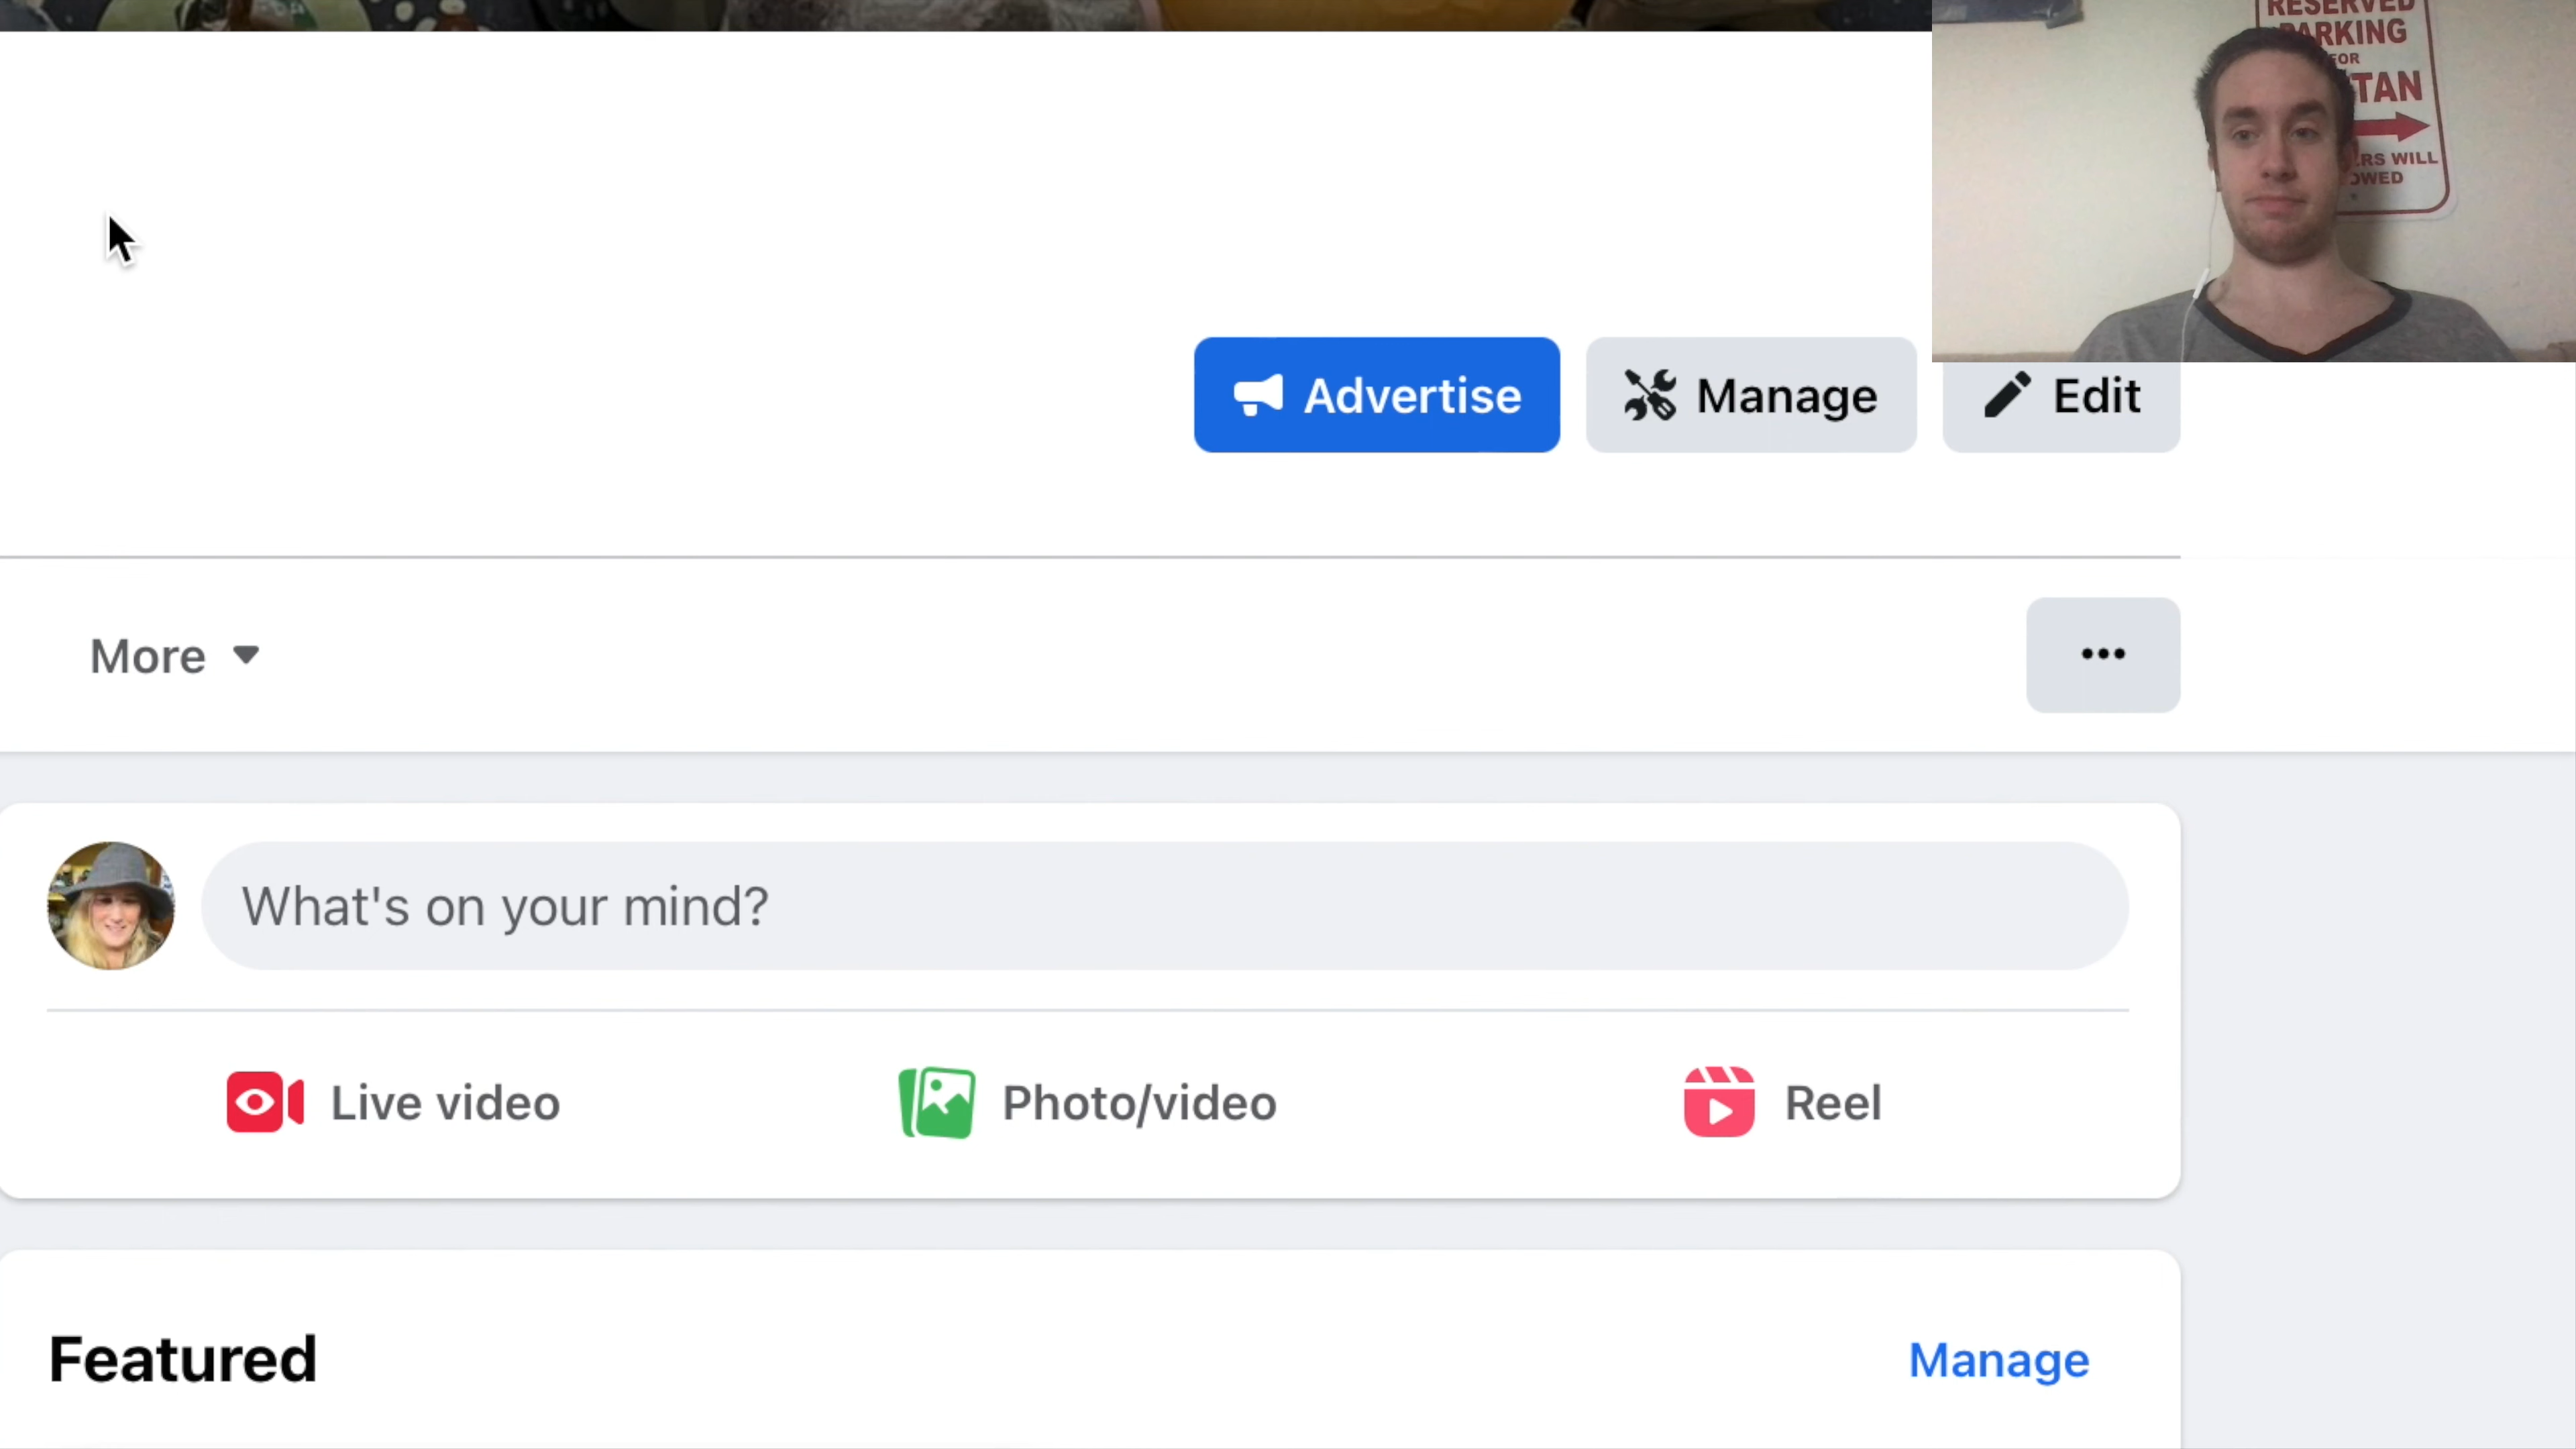 RESERVED
PARKING
FOR
TAN
WILL
Advertise
Manage
Edit
More
What's on your mind?
Live video
Photo/video
Reel
Featured
Manage